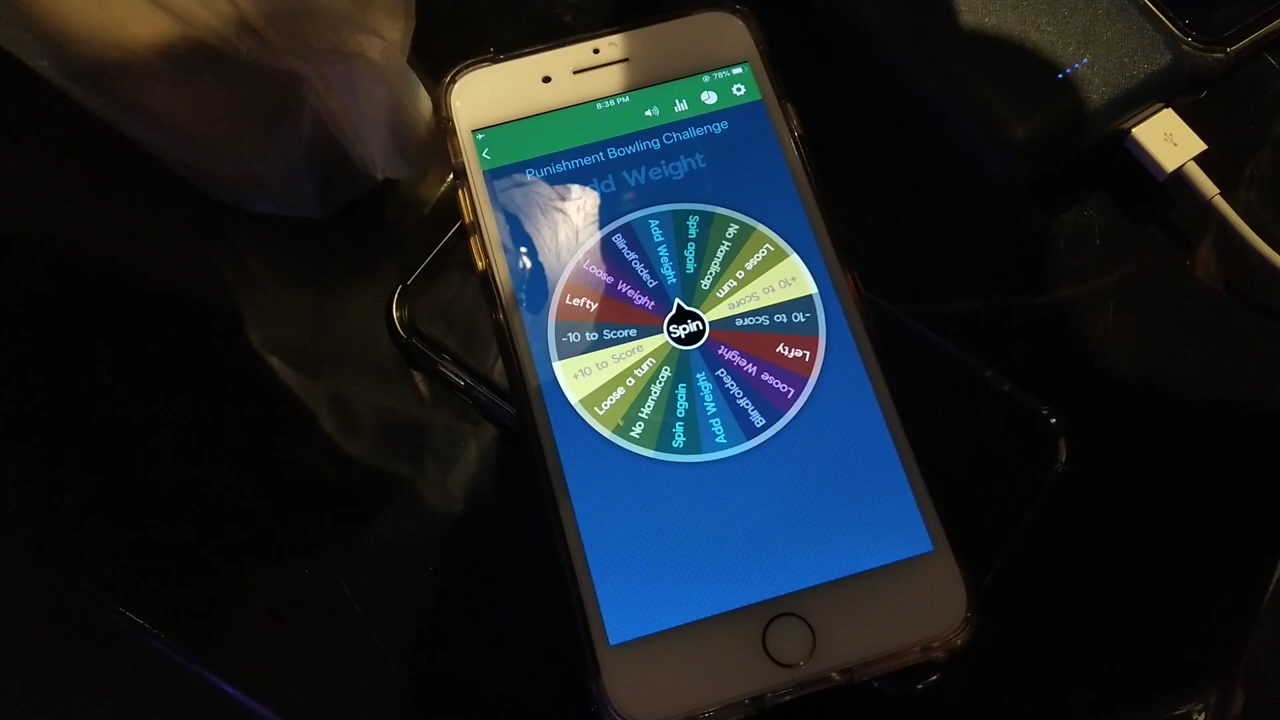 8:38 PM
78%
Punishment Bowling Challenge
Add Weight
Spin again
No Handicap
Loose a turn
+10 to Score
-10 to Score
Lefty
Loose Weight
Blindfolded
Add Weight
Spin again
No Handicap
Loose a turn
+10 to Score
-10 to Score
Lefty
Loose Weight
Blindfolded
Add Weight
Spin